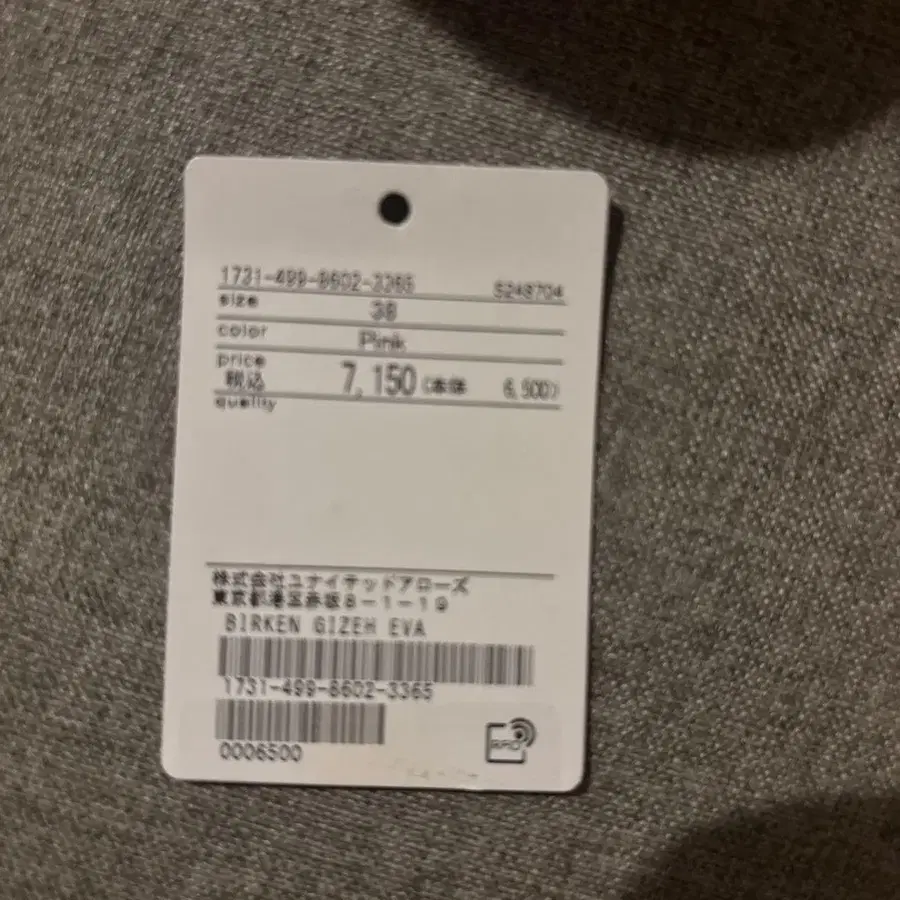 1731-499-8602-3365 S248704
size 38
color Pink
price
税込 7,150 (本体 6,500)
quality
株式会社ユナイテッドアローズ
東京都港区赤坂8-1-19
BIRKEN GIZEH EVA
1731-499-8602-3365
0006500
RFID